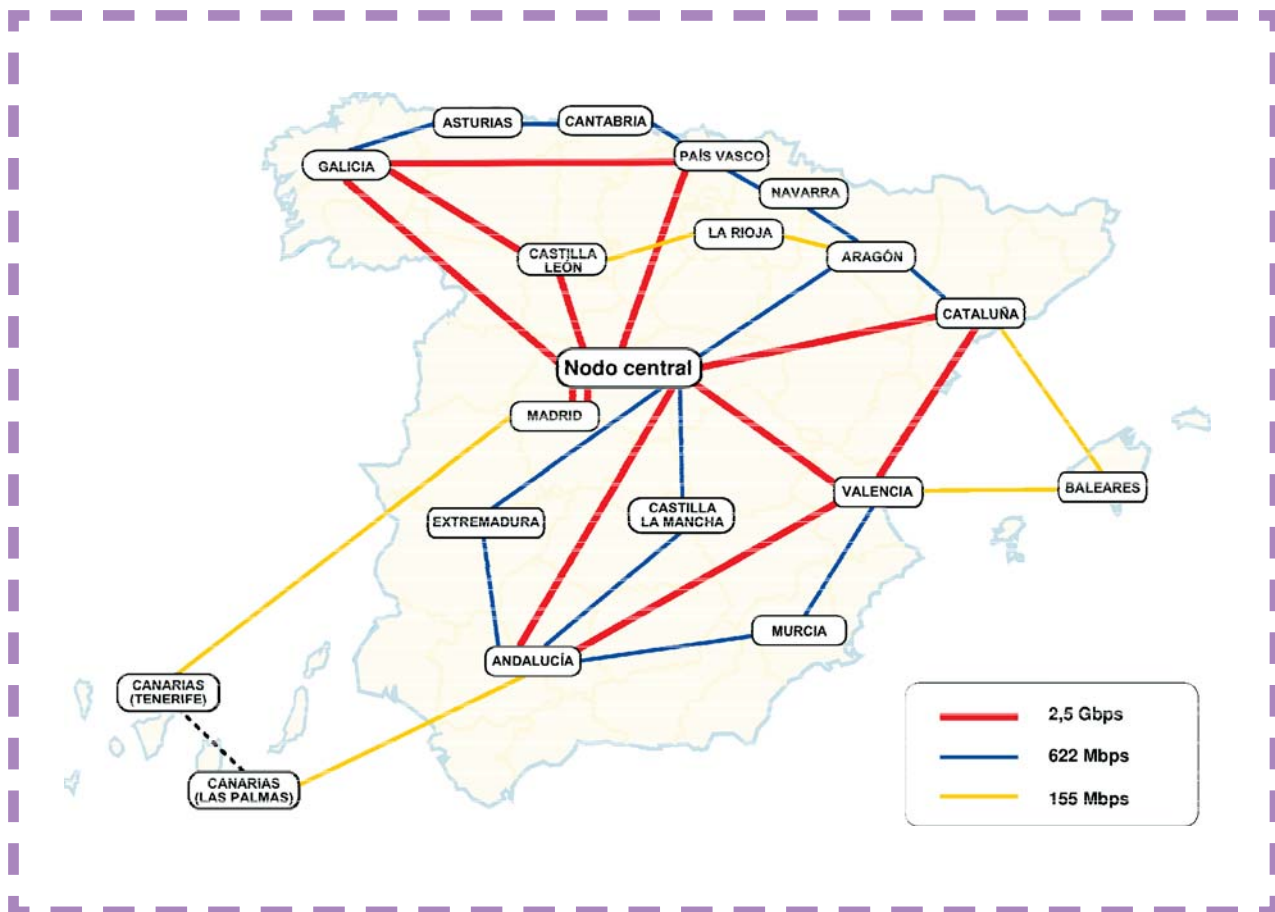 ASTURIAS
CANTABRIA
GALICIA
PAÍS VASCO
NAVARRA
LA RIOJA
CASTILLA
LEÓN
ARAGÓN
CATALUÑA
Nodo central
MADRID
VALENCIA
BALEARES
EXTREMADURA
CASTILLA
LA MANCHA
MURCIA
ANDALUCÍA
CANARIAS
(TENERIFE)
CANARIAS
(LAS PALMAS)
2,5 Gbps
622 Mbps
155 Mbps